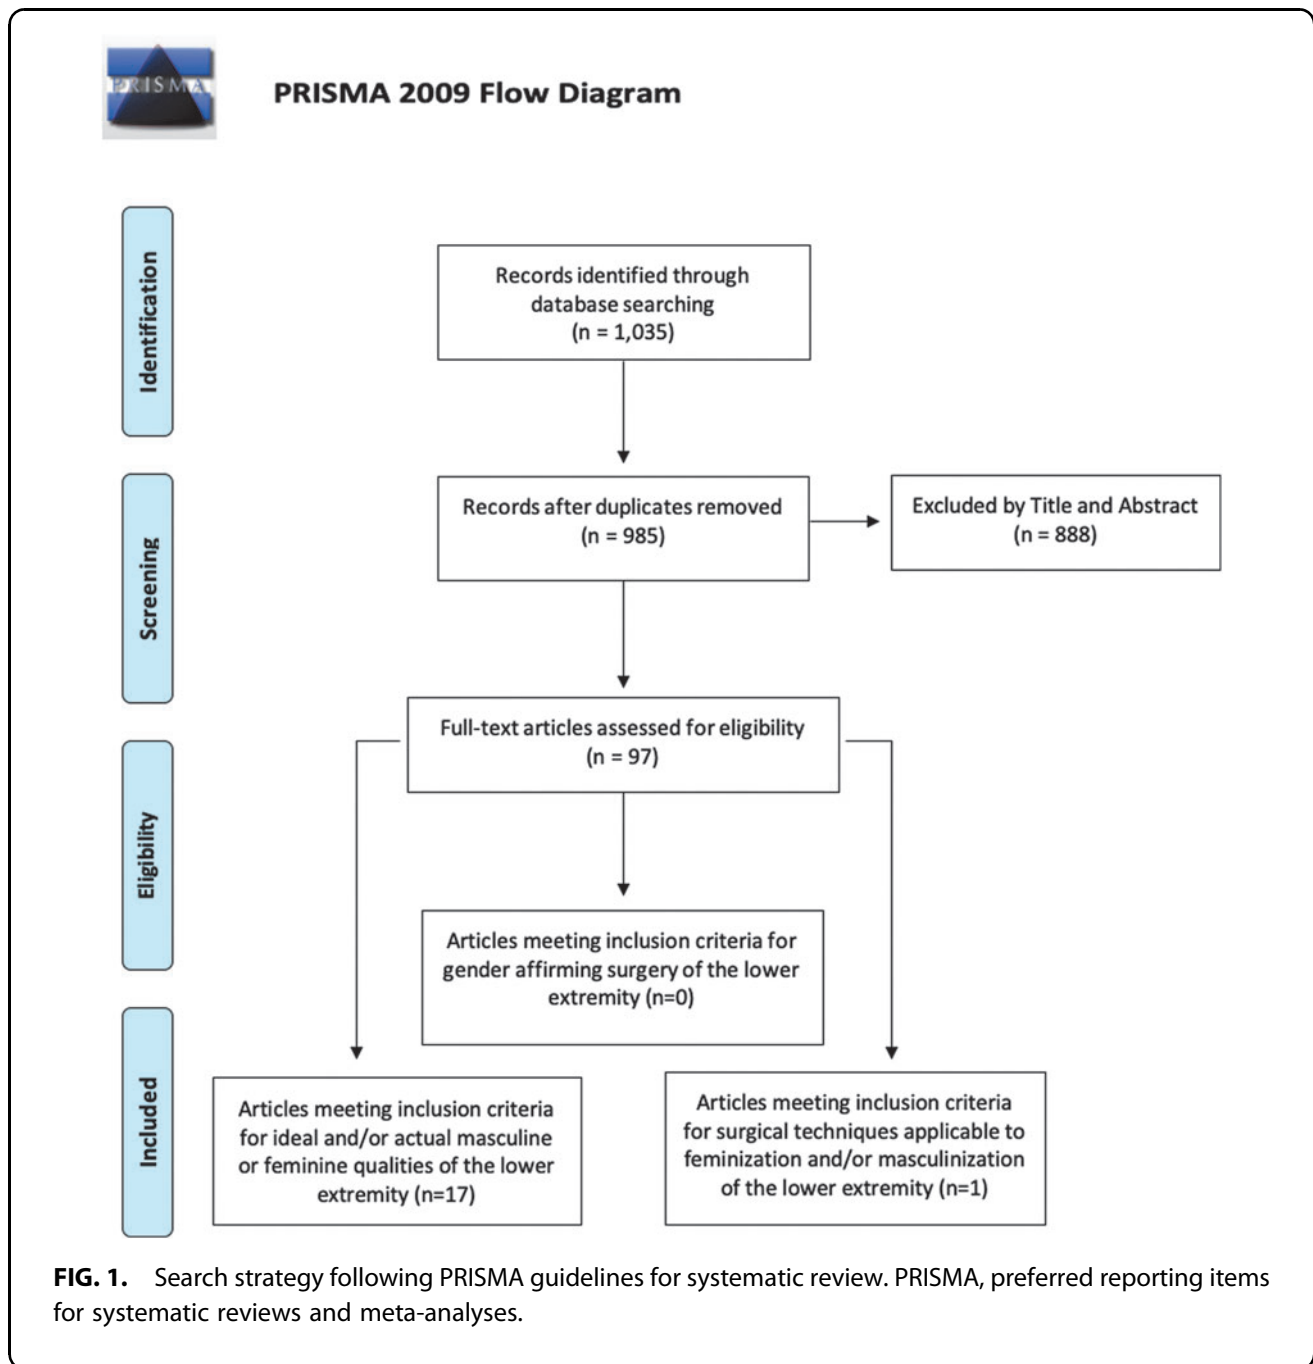 PRISMA
PRISMA 2009 Flow Diagram
Identification
Records identified through
database searching
(n = 1,035)
Screening
Records after duplicates removed
(n = 985)
Excluded by Title and Abstract
(n = 888)
Full-text articles assessed for eligibility
(n = 97)
Eligibility
Articles meeting inclusion criteria for
gender affirming surgery of the lower
extremity (n=0)
Included
Articles meeting inclusion criteria
for ideal and/or actual masculine
or feminine qualities of the lower
extremity (n=17)
Articles meeting inclusion criteria
for surgical techniques applicable to
feminization and/or masculinization
of the lower extremity (n=1)
FIG. 1. Search strategy following PRISMA guidelines for systematic review. PRISMA, preferred reporting items
for systematic reviews and meta-analyses.